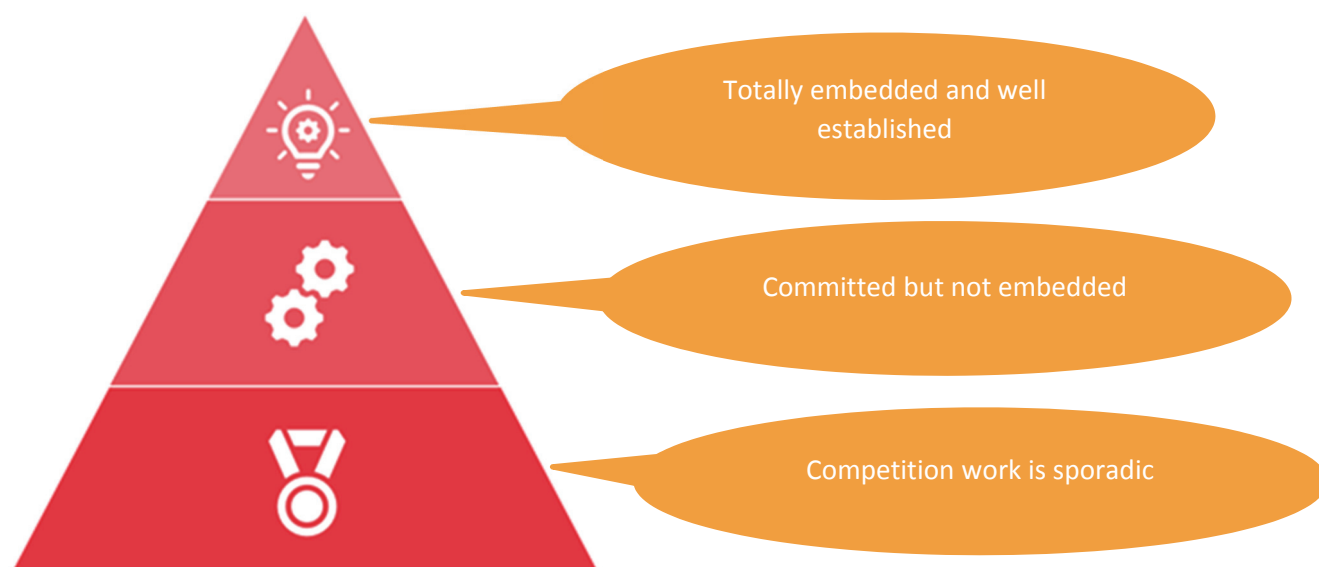 Totally embedded and well
established
Committed but not embedded
Competition work is sporadic